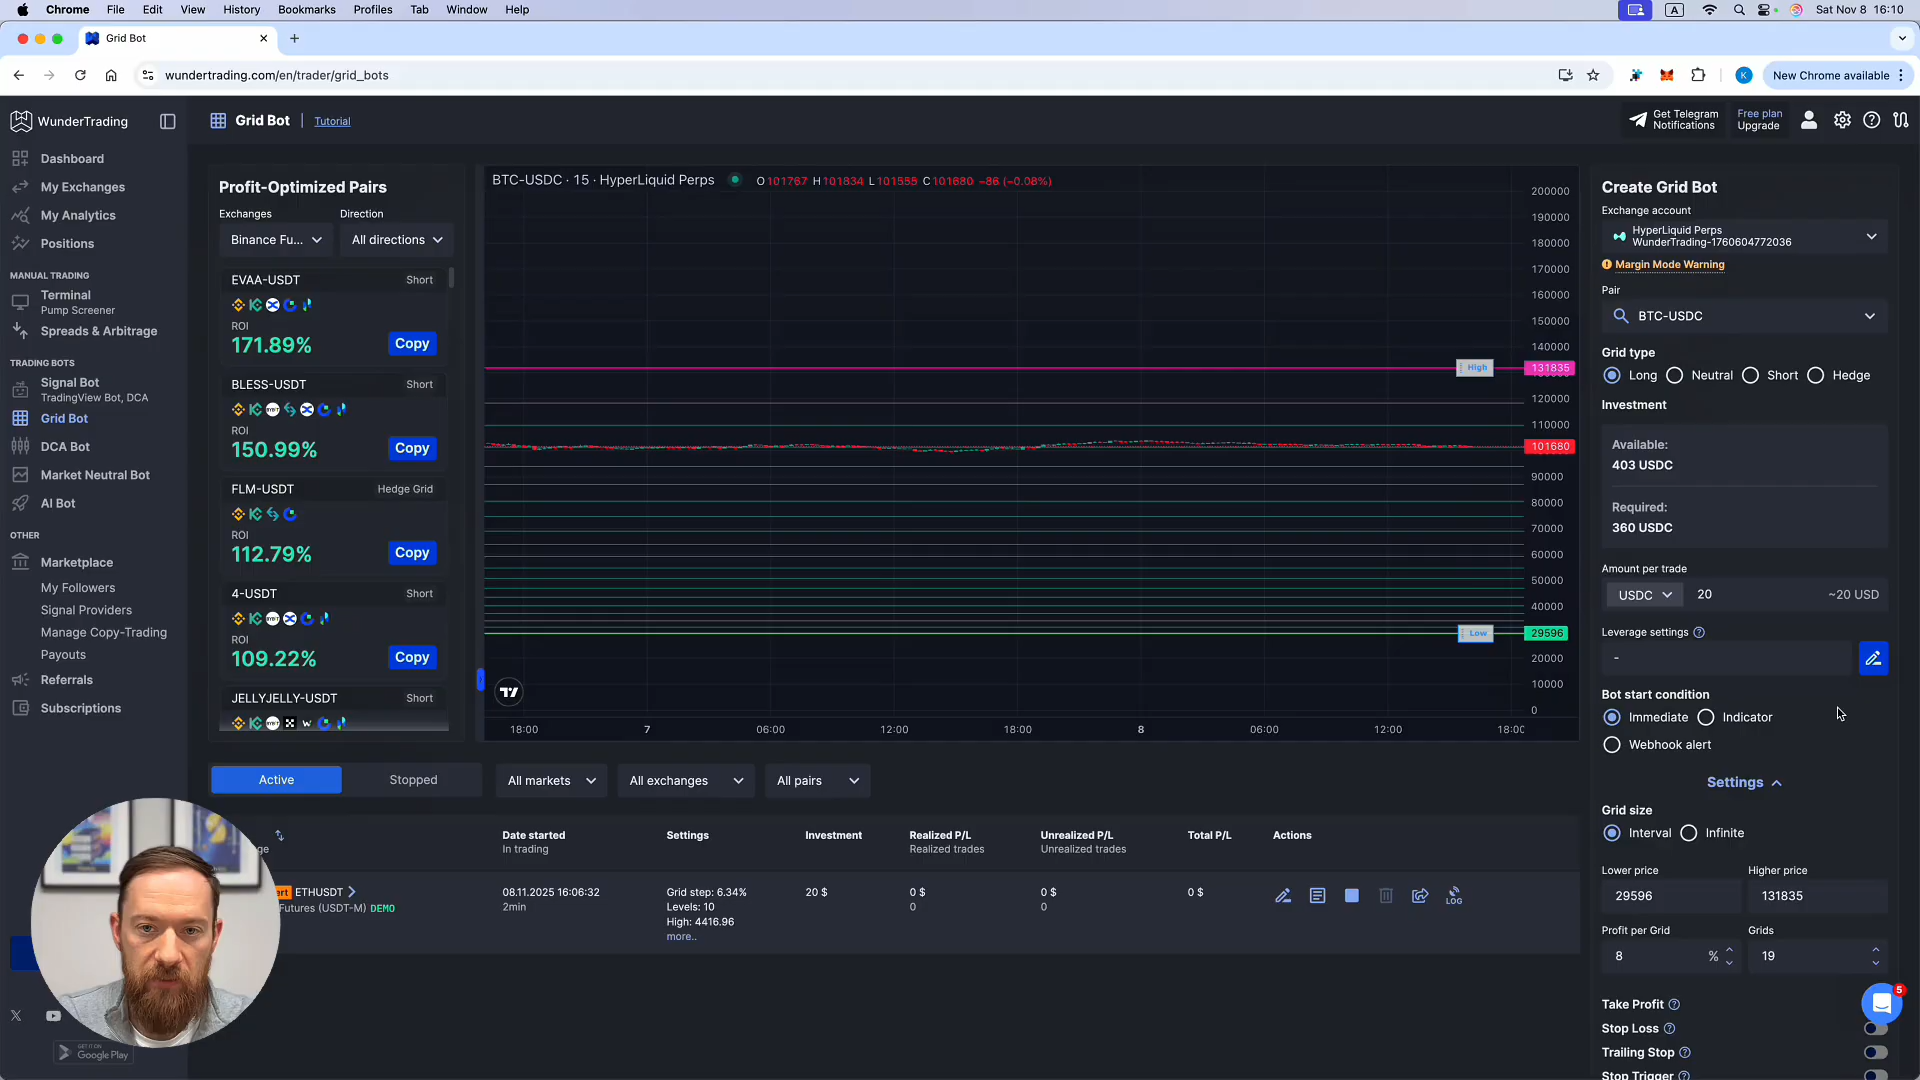 Chrome File Edit View History Bookmarks Profiles Tab Window Help
A
Sat Nov 8 16:10
Grid Bot
wundertrading.com/en/trader/grid_bots
K
New Chrome available
WunderTrading
Grid Bot
Tutorial
Get Telegram
Notifications
Free plan
Upgrade
Dashboard
My Exchanges
My Analytics
Positions
MANUAL TRADING
Terminal
Pump Screener
Spreads & Arbitrage
TRADING BOTS
Signal Bot
TradingView Bot, DCA
Grid Bot
DCA Bot
Market Neutral Bot
AI Bot
OTHER
Marketplace
My Followers
Signal Providers
Manage Copy-Trading
Payouts
Referrals
Subscriptions
GET IT ON
Google Play
Profit-Optimized Pairs
Exchanges Direction
Binance Fu... All directions
EVAA-USDT Short
ROI
171.89% Copy
BLESS-USDT Short
ROI
150.99% Copy
FLM-USDT Hedge Grid
ROI
112.79% Copy
4-USDT Short
ROI
109.22% Copy
JELLYJELLY-USDT Short
BTC-USDC · 15 · HyperLiquid Perps
O101767 H101834 L101555 C101680 −86 (−0.08%)
200000
190000
180000
170000
160000
150000
140000
High 131835
120000
110000
101680
90000
80000
70000
60000
50000
40000
Low 29596
20000
10000
0
18:00 7 06:00 12:00 18:00 8 06:00 12:00 18:00
Active Stopped All markets All exchanges All pairs
Date started Settings Investment Realized P/L Unrealized P/L Total P/L Actions
In trading Realized trades Unrealized trades
ETHUSDT 08.11.2025 16:06:32 Grid step: 6.34% 20 $ 0 $ 0 $ 0 $
Futures (USDT-M) DEMO 2min Levels: 10 0 0 LOG
High: 4416.96
more..
Create Grid Bot
Exchange account
HyperLiquid Perps
WunderTrading-1760604772036
Margin Mode Warning
Pair
BTC-USDC
Grid type
Long Neutral Short Hedge
Investment
Available:
403 USDC
Required:
360 USDC
Amount per trade
USDC 20 ~20 USD
Leverage settings
-
Bot start condition
Immediate Indicator
Webhook alert
Settings
Grid size
Interval Infinite
Lower price Higher price
29596 131835
Profit per Grid Grids
8 % 19
Take Profit
5
Stop Loss
Trailing Stop
Stop Trigger